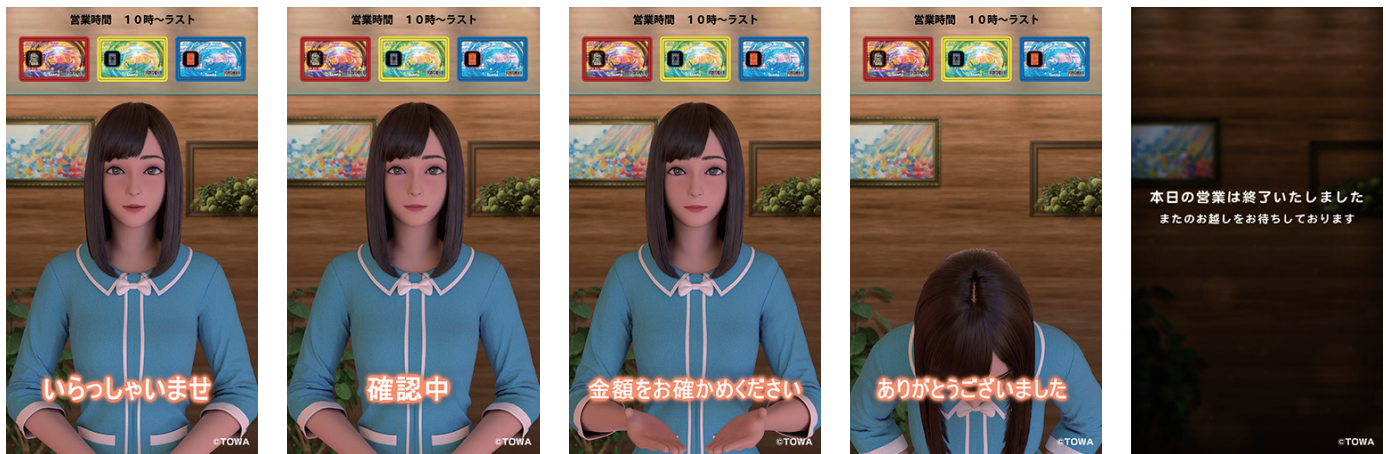 営業時間　１０時～ラスト
いらっしゃいませ
©TOWA
営業時間　１０時～ラスト
確認中
©TOWA
営業時間　１０時～ラスト
金額をお確かめください
©TOWA
営業時間　１０時～ラスト
ありがとうございました
©TOWA
本日の営業は終了いたしました
またのお越しをお待ちしております
©TOWA